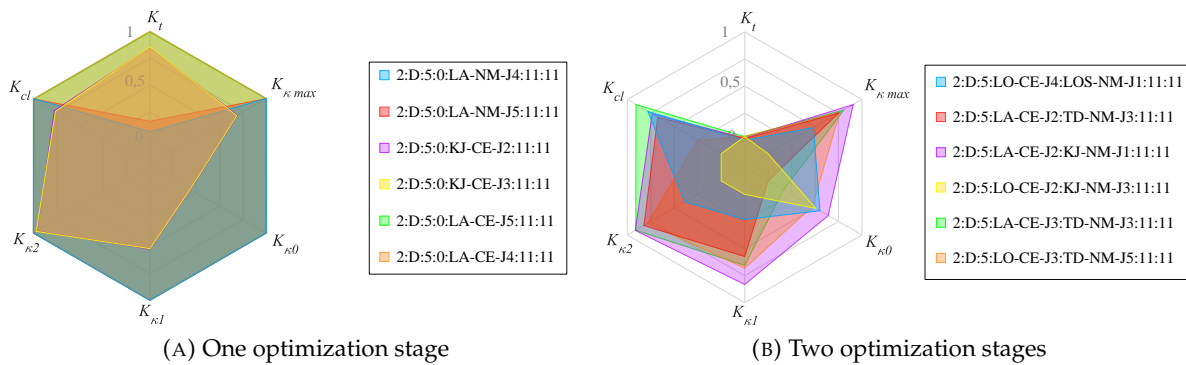 K_t
1
0,5
0
K_cl
K_κ max
K_κ2
K_κ0
K_κ1
2:D:5:0:LA-NM-J4:11:11
2:D:5:0:LA-NM-J5:11:11
2:D:5:0:KJ-CE-J2:11:11
2:D:5:0:KJ-CE-J3:11:11
2:D:5:0:LA-CE-J5:11:11
2:D:5:0:LA-CE-J4:11:11
(A) One optimization stage
K_t
1
0,5
0
K_cl
K_κ max
K_κ2
K_κ0
K_κ1
2:D:5:LO-CE-J4:LOS-NM-J1:11:11
2:D:5:LA-CE-J2:TD-NM-J3:11:11
2:D:5:LA-CE-J2:KJ-NM-J1:11:11
2:D:5:LO-CE-J2:KJ-NM-J3:11:11
2:D:5:LA-CE-J3:TD-NM-J3:11:11
2:D:5:LO-CE-J3:TD-NM-J5:11:11
(B) Two optimization stages